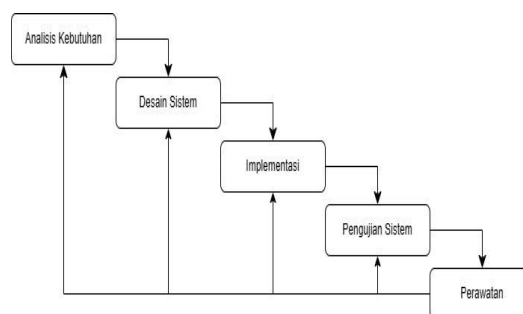 Analisis Kebutuhan
Desain Sistem
Implementasi
Pengujian Sistem
Perawatan